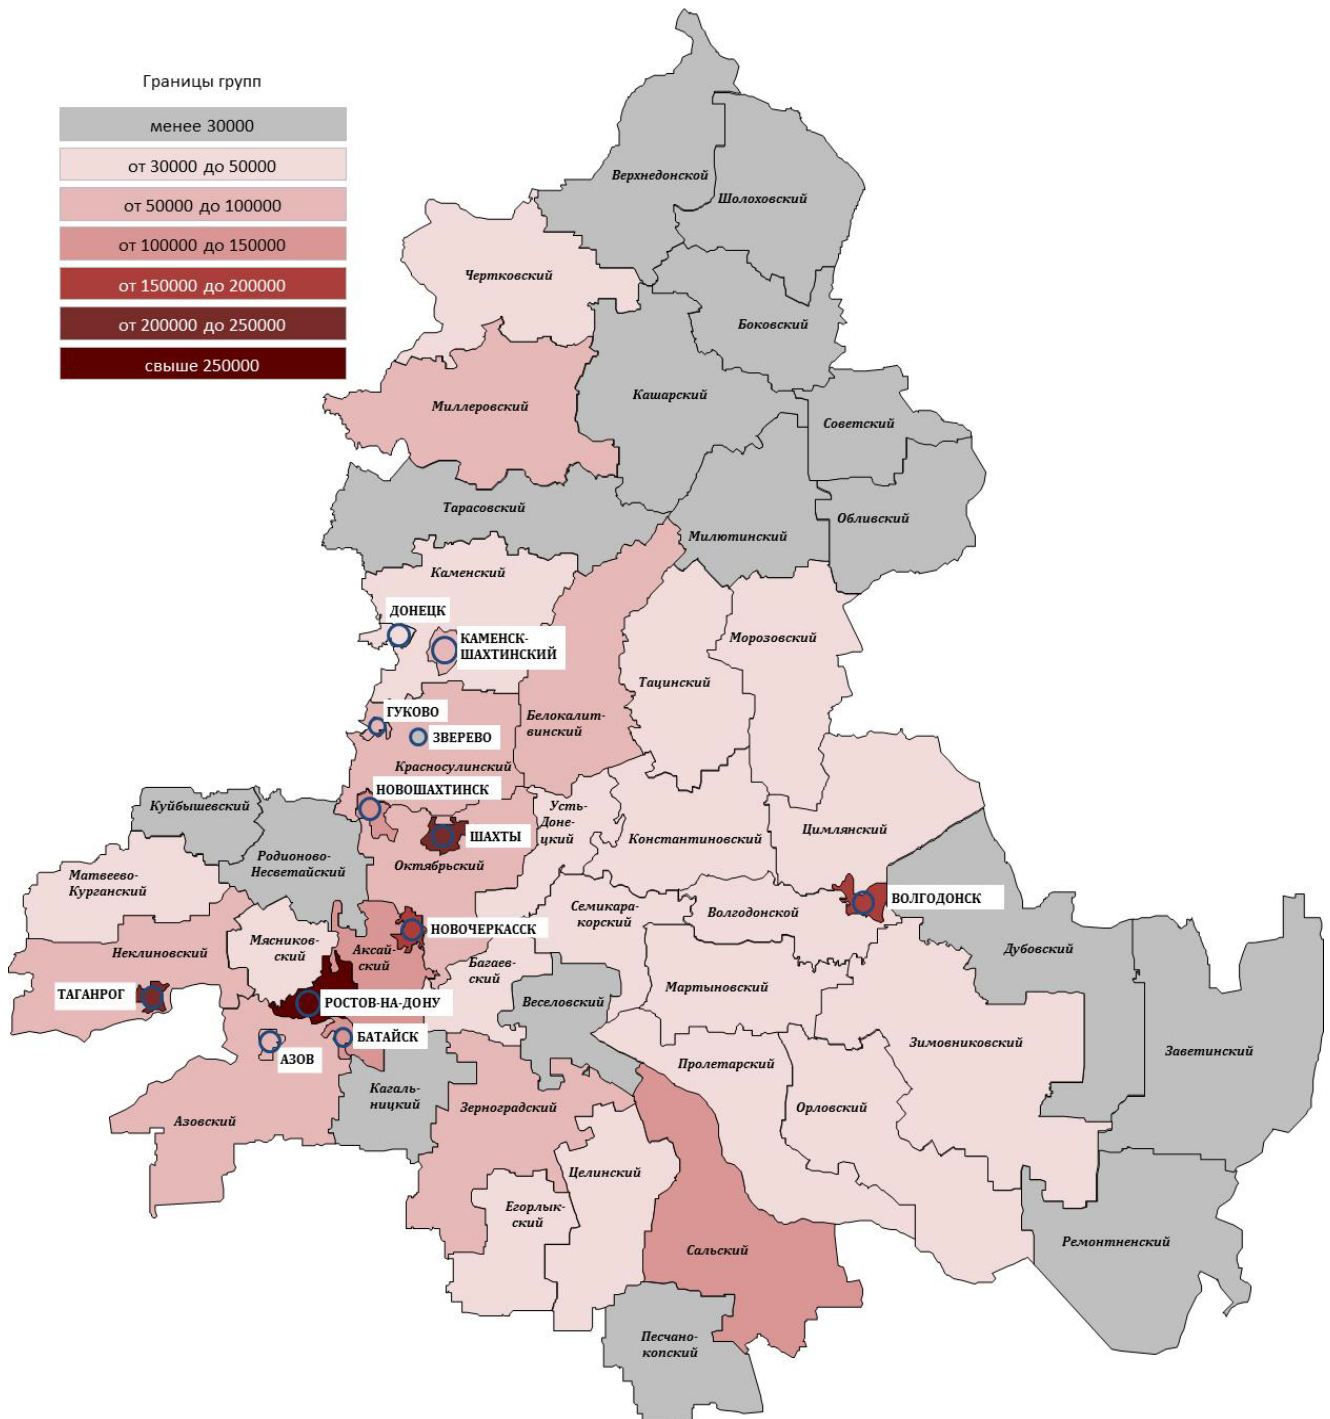 Границы групп
менее 30000
от 30000 до 50000
от 50000 до 100000
от 100000 до 150000
от 150000 до 200000
от 200000 до 250000
свыше 250000
Верхнедонской
Шолоховский
Чертковский
Боковский
Кашарский
Миллеровский
Советский
Тарасовский
Обливский
Милютинский
Каменский
ДОНЕЦК
КАМЕНСК-
ШАХТИНСКИЙ
Морозовский
Тацинский
ГУКОВО
Белокалит-
винский
ЗВЕРЕВО
Красносулинский
НОВОШАХТИНСК
Куйбышевский
Усть-
Донец-
кий
Цимлянский
ШАХТЫ
Константиновский
Родионово-
Несветайский
Октябрьский
Матвеево-
Курганский
ВОЛГОДОНСК
Семикара-
корский
Волгодонской
НОВОЧЕРКАССК
Мясников-
ский
Аксай-
ский
Неклиновский
Дубовский
Багаев-
ский
Мартыновский
ТАГАНРОГ
РОСТОВ-НА-ДОНУ
Веселовский
БАТАЙСК
Зимовниковский
Заветинский
АЗОВ
Пролетарский
Кагаль-
ницкий
Зерноградский
Орловский
Азовский
Целинский
Егорлык-
ский
Сальский
Ремонтненский
Песчано-
копский